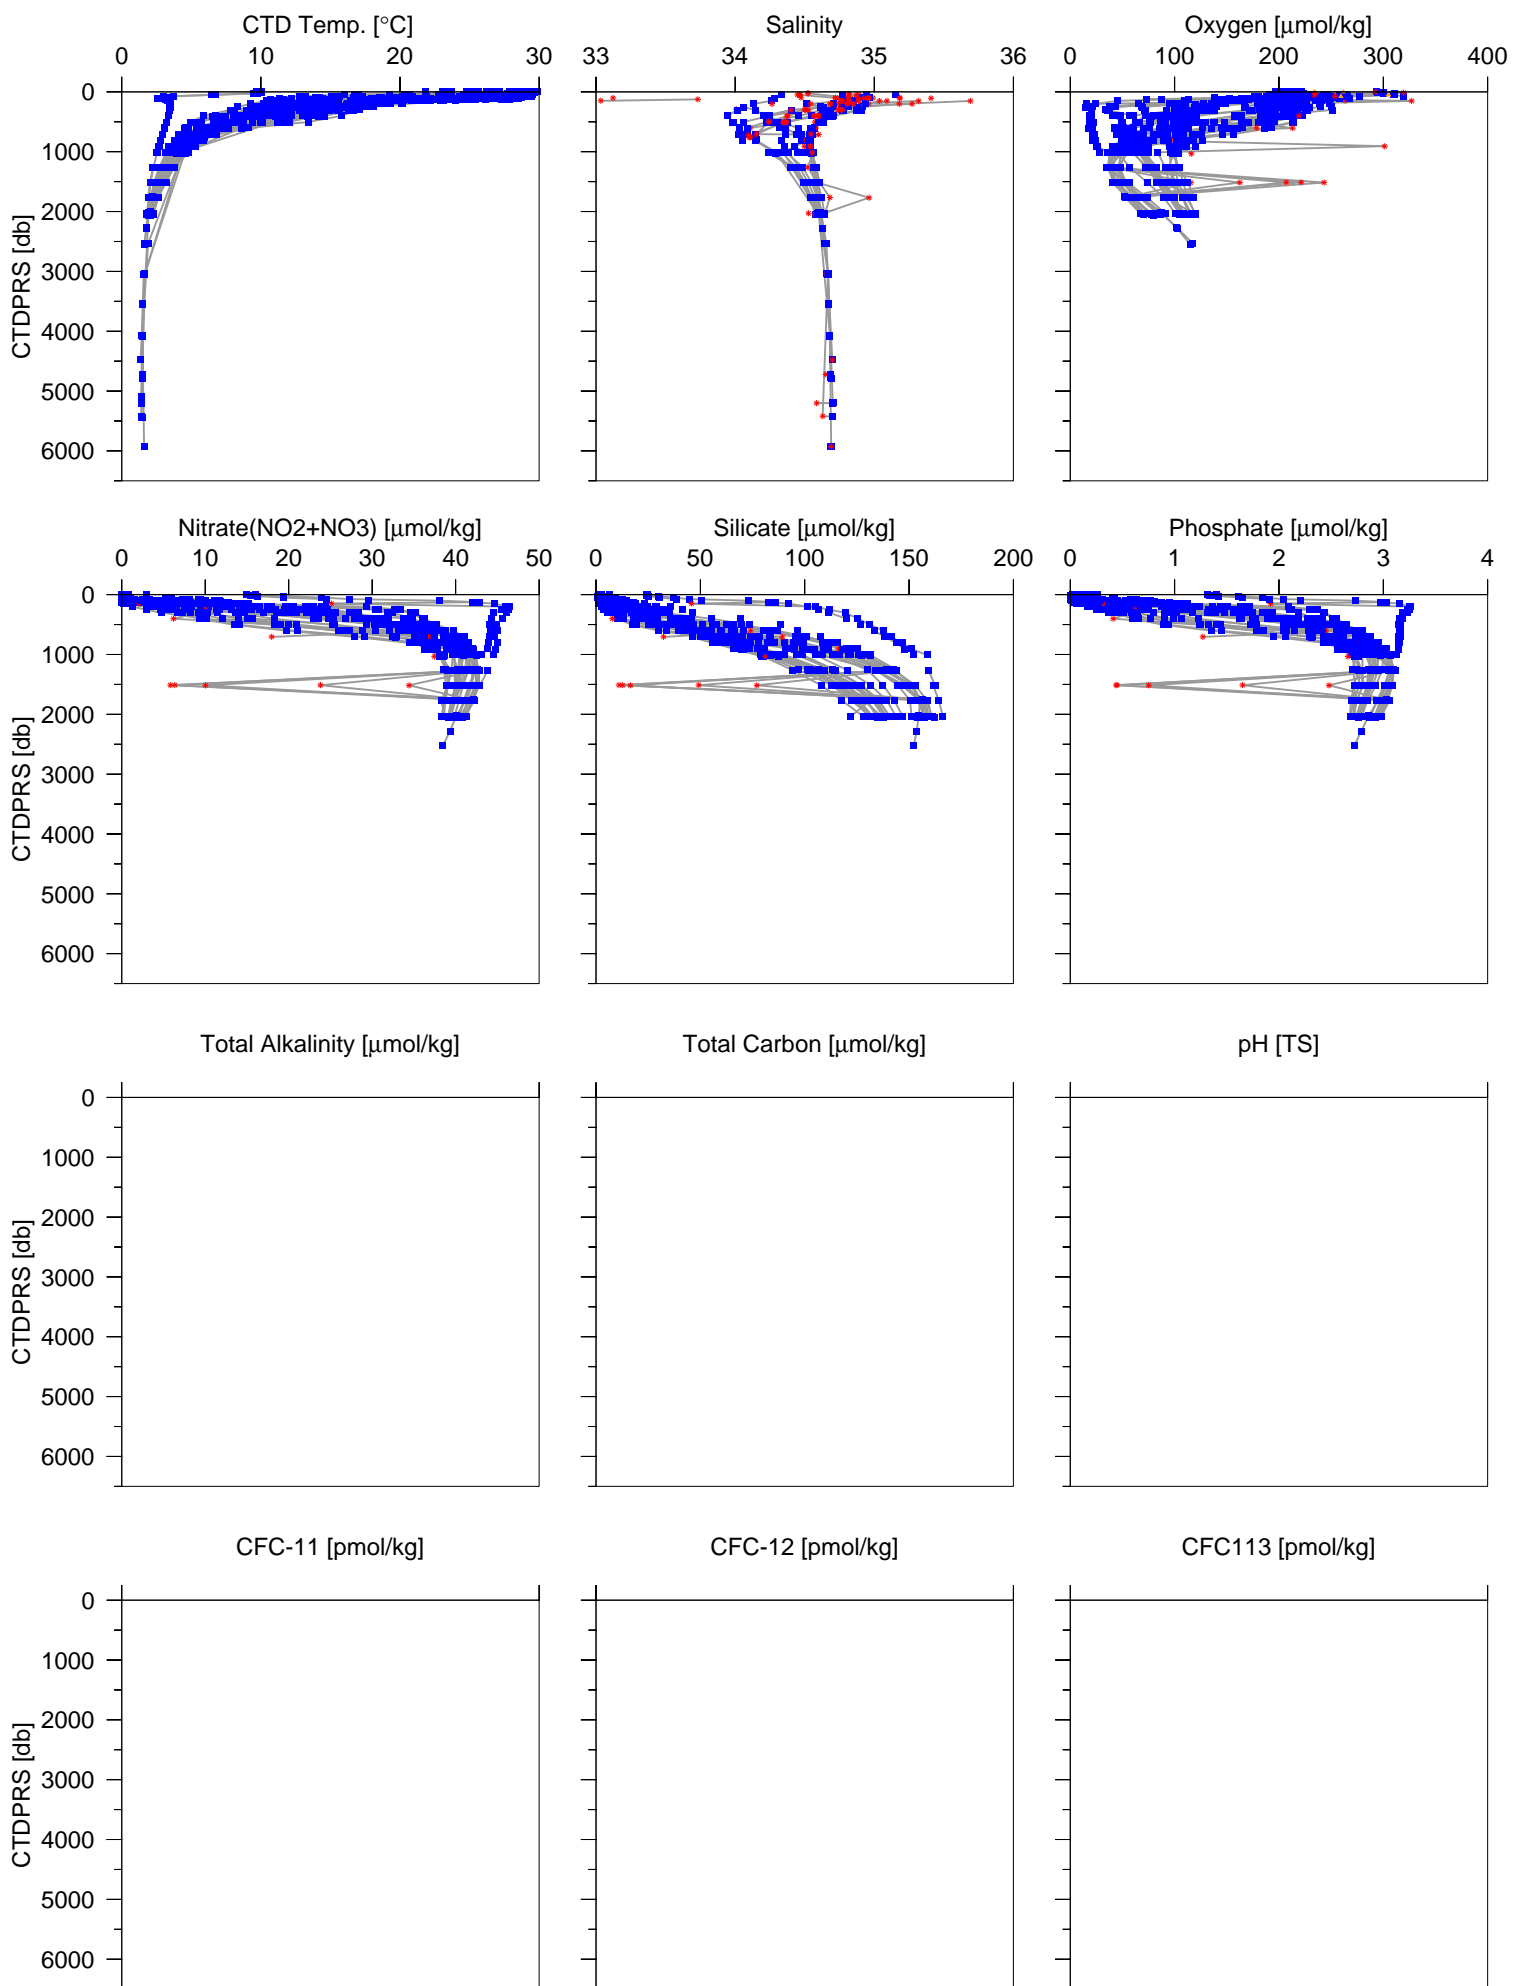 CTD Temp. [°C] Salinity Oxygen [μmol/kg]
0 10 20 30 33 34 35 36 0 100 200 300 400
0
1000
2000
3000
4000
5000
6000
CTDPRS [db]
Nitrate(NO2+NO3) [μmol/kg] Silicate [μmol/kg] Phosphate [μmol/kg]
0 10 20 30 40 50 0 50 100 150 200 0 1 2 3 4
0
1000
2000
3000
4000
5000
6000
CTDPRS [db]
Total Alkalinity [μmol/kg] Total Carbon [μmol/kg] pH [TS]
0
1000
2000
3000
4000
5000
6000
CTDPRS [db]
CFC-11 [pmol/kg] CFC-12 [pmol/kg] CFC113 [pmol/kg]
0
1000
2000
3000
4000
5000
6000
CTDPRS [db]